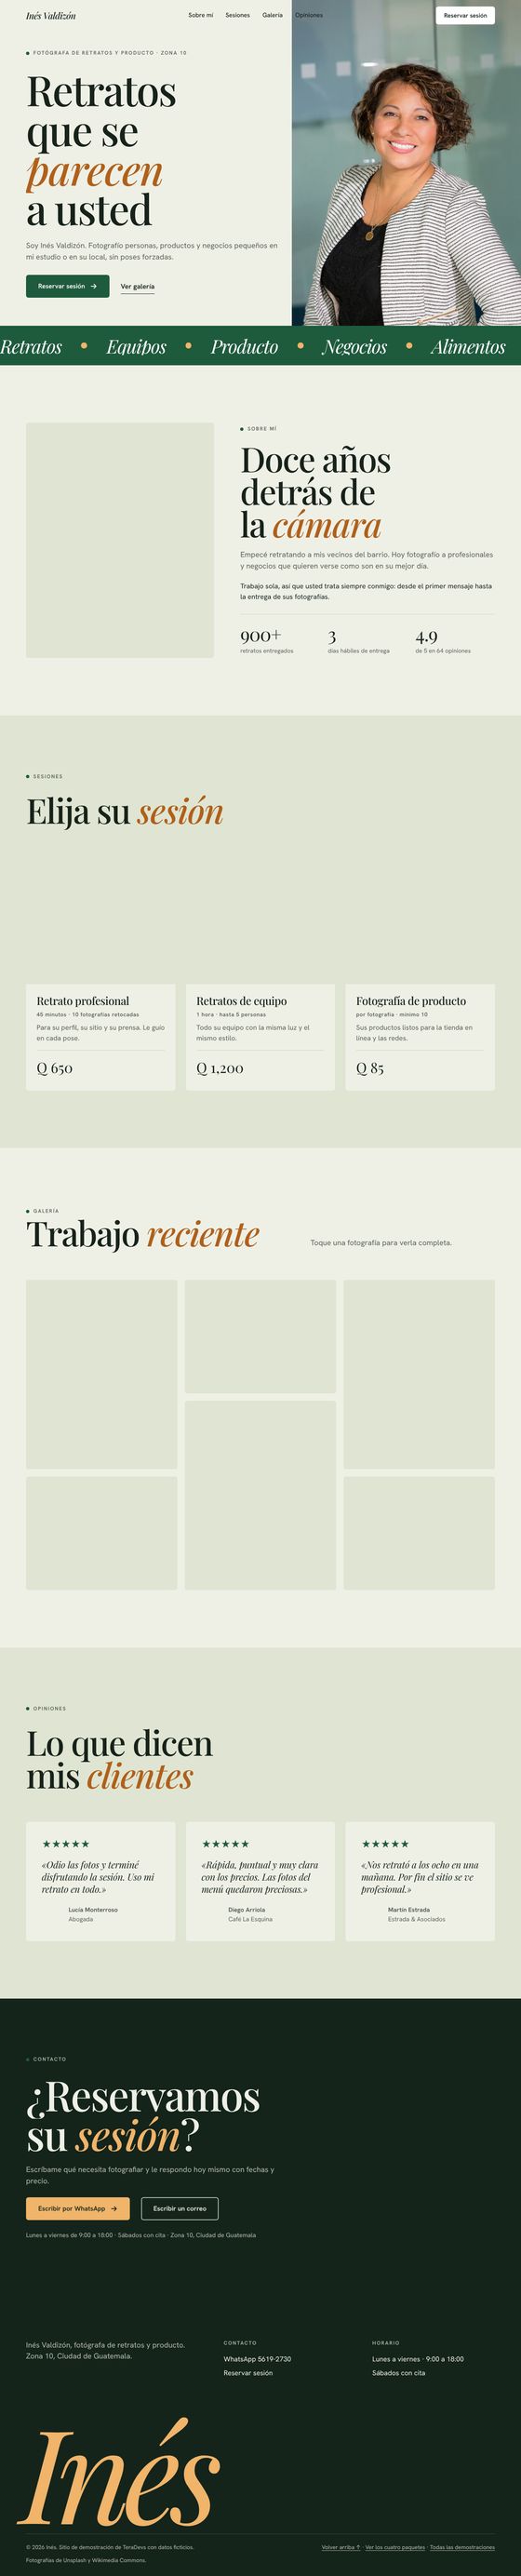 Inés Valdizón
Sobre mí Sesiones Galería Opiniones
Reservar sesión
FOTÓGRAFA DE RETRATOS Y PRODUCTO · ZONA 10
Retratos
que se
parecen
a usted
Soy Inés Valdizón. Fotografío personas, productos y negocios pequeños en
mi estudio o en su local, sin poses forzadas.
Reservar sesión →
Ver galería
Retratos • Equipos • Producto • Negocios • Alimentos
SOBRE MÍ
Doce años
detrás de
la cámara
Empecé retratando a mis vecinos del barrio. Hoy fotografío a profesionales
y negocios que quieren verse como son en su mejor día.
Trabajo sola, así que usted trata siempre conmigo: desde el primer mensaje hasta
la entrega de sus fotografías.
900+ 3 4.9
retratos entregados días hábiles de entrega de 5 en 64 opiniones
SESIONES
Elija su sesión
Retrato profesional
45 minutos · 10 fotografías retocadas
Para su perfil, su sitio y su prensa. Le guío
en cada pose.
Q 650
Retratos de equipo
1 hora · hasta 5 personas
Todo su equipo con la misma luz y el
mismo estilo.
Q 1,200
Fotografía de producto
por fotografía · mínimo 10
Sus productos listos para la tienda en
línea y las redes.
Q 85
GALERÍA
Trabajo reciente
Toque una fotografía para verla completa.
OPINIONES
Lo que dicen
mis clientes
★★★★★
«Odio las fotos y terminé
disfrutando la sesión. Uso mi
retrato en todo.»
Lucía Monterroso
Abogada
★★★★★
«Rápida, puntual y muy clara
con los precios. Las fotos del
menú quedaron preciosas.»
Diego Arriola
Café La Esquina
★★★★★
«Nos retrató a los ocho en una
mañana. Por fin el sitio se ve
profesional.»
Martín Estrada
Estrada & Asociados
CONTACTO
¿Reservamos
su sesión?
Escríbame qué necesita fotografiar y le respondo hoy mismo con fechas y
precio.
Escribir por WhatsApp →
Escribir un correo
Lunes a viernes de 9:00 a 18:00 · Sábados con cita · Zona 10, Ciudad de Guatemala
Inés Valdizón, fotógrafa de retratos y producto.
Zona 10, Ciudad de Guatemala.
CONTACTO
WhatsApp 5619-2730
Reservar sesión
HORARIO
Lunes a viernes · 9:00 a 18:00
Sábados con cita
Inés
© 2026 Inés. Sitio de demostración de TeraDevs con datos ficticios.
Volver arriba ↑ · Ver los cuatro paquetes · Todas las demostraciones
Fotografías de Unsplash y Wikimedia Commons.